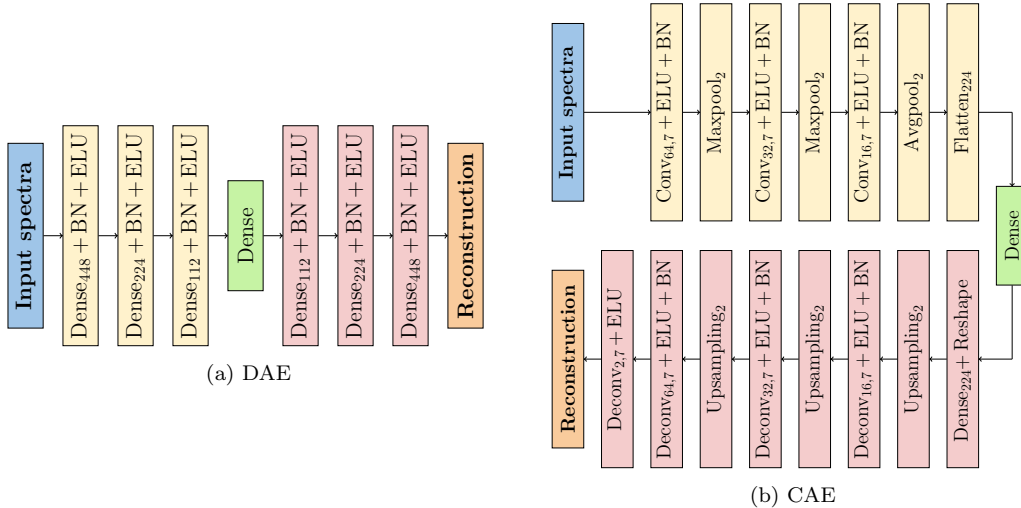 Input spectra
Dense₄₄₈ + BN + ELU
Dense₂₂₄ + BN + ELU
Dense₁₁₂ + BN + ELU
Dense
Dense₁₁₂ + BN + ELU
Dense₂₂₄ + BN + ELU
Dense₄₄₈ + BN + ELU
Reconstruction
(a) DAE
Input spectra
Conv₆₄,₇ + ELU + BN
Maxpool₂
Conv₃₂,₇ + ELU + BN
Maxpool₂
Conv₁₆,₇ + ELU + BN
Avgpool₂
Flatten₂₂₄
Dense
Dense₂₂₄+ Reshape
Upsampling₂
Deconv₁₆,₇ + ELU + BN
Upsampling₂
Deconv₃₂,₇ + ELU + BN
Upsampling₂
Deconv₆₄,₇ + ELU + BN
Deconv₂,₇ + ELU
Reconstruction
(b) CAE